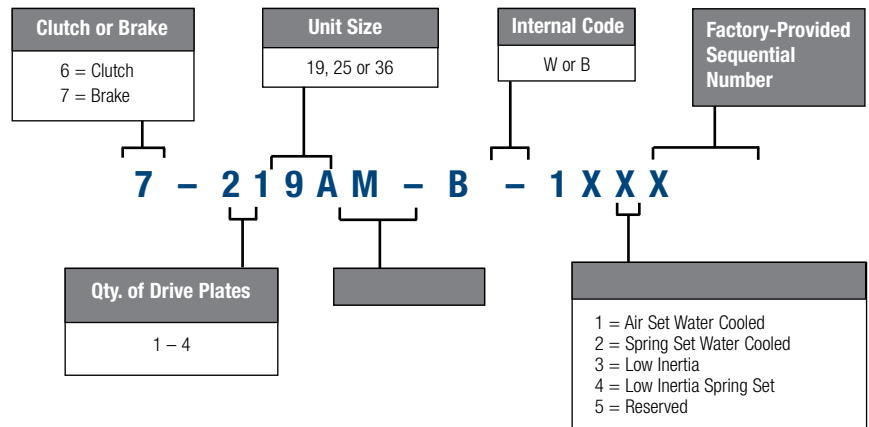 Clutch or Brake
6 = Clutch
7 = Brake
Unit Size
19, 25 or 36
Internal Code
W or B
Factory-Provided
Sequential
Number
7 – 2 1 9 A M – B - 1 X X X
Qty. of Drive Plates
1 – 4
1 = Air Set Water Cooled
2 = Spring Set Water Cooled
3 = Low Inertia
4 = Low Inertia Spring Set
5 = Reserved